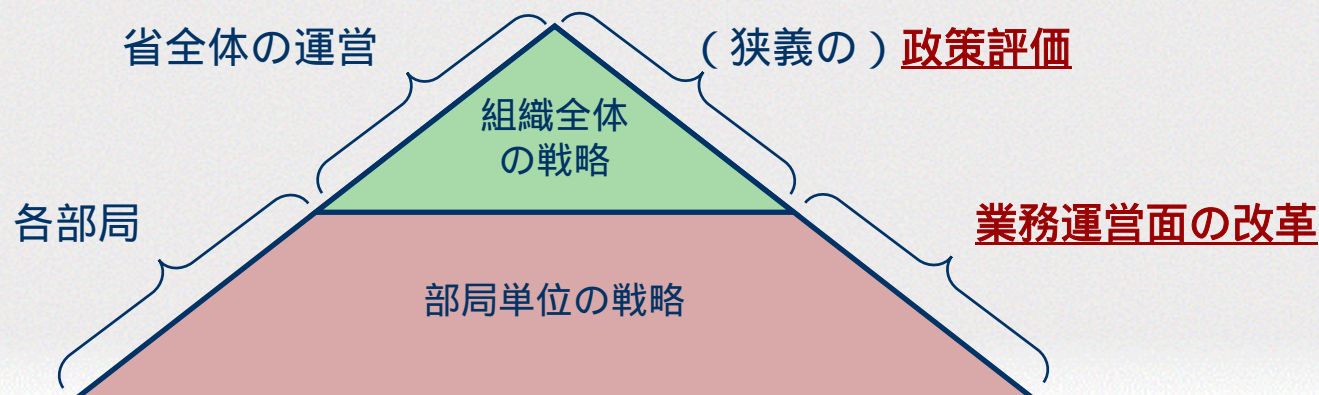 省全体の運営
(狭義の)政策評価
組織全体
の戦略
各部局
業務運営面の改革
部局単位の戦略